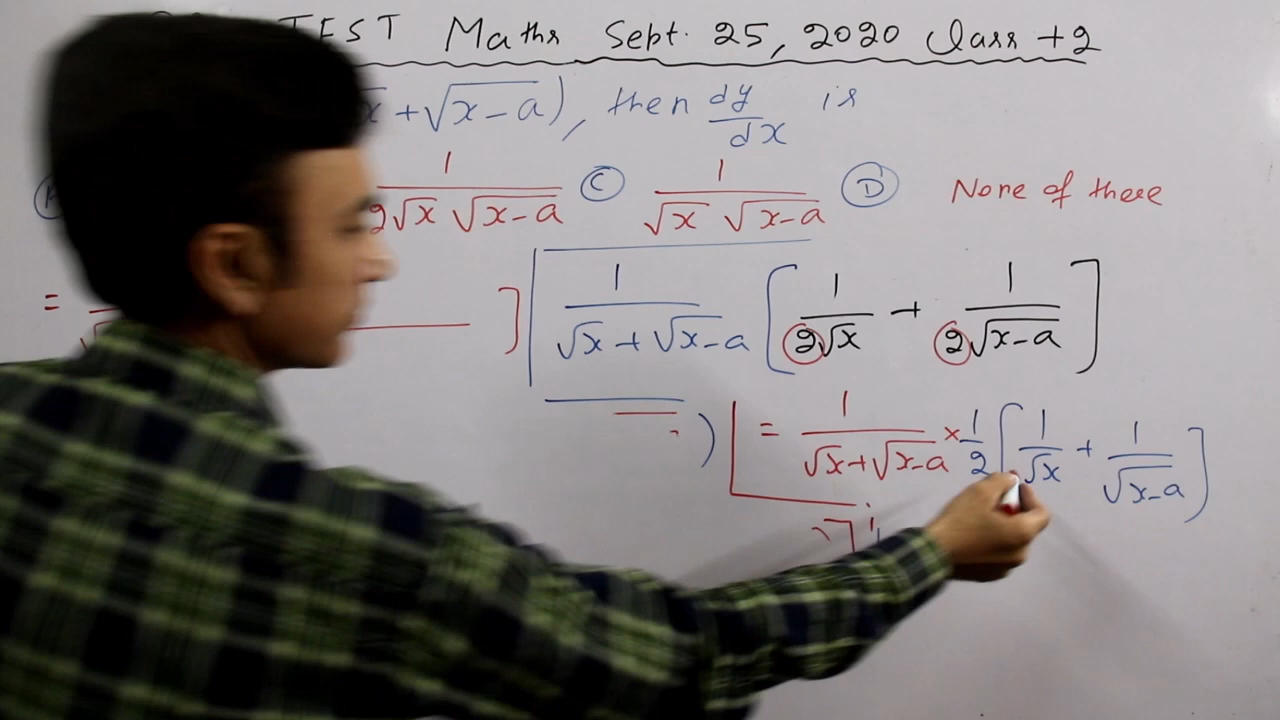 TEST Maths Sept. 25, 2020 Class +2
x + √x-a), then dy/dx is
1/(2√x √x-a) (C) 1/(√x √x-a) (D) None of these
= ] 1/(√x + √x-a) [ 1/(2√x) + 1/(2√x-a) ]
) = 1/(√x+√x-a) × 1/2 [ 1/√x + 1/√x-a ]